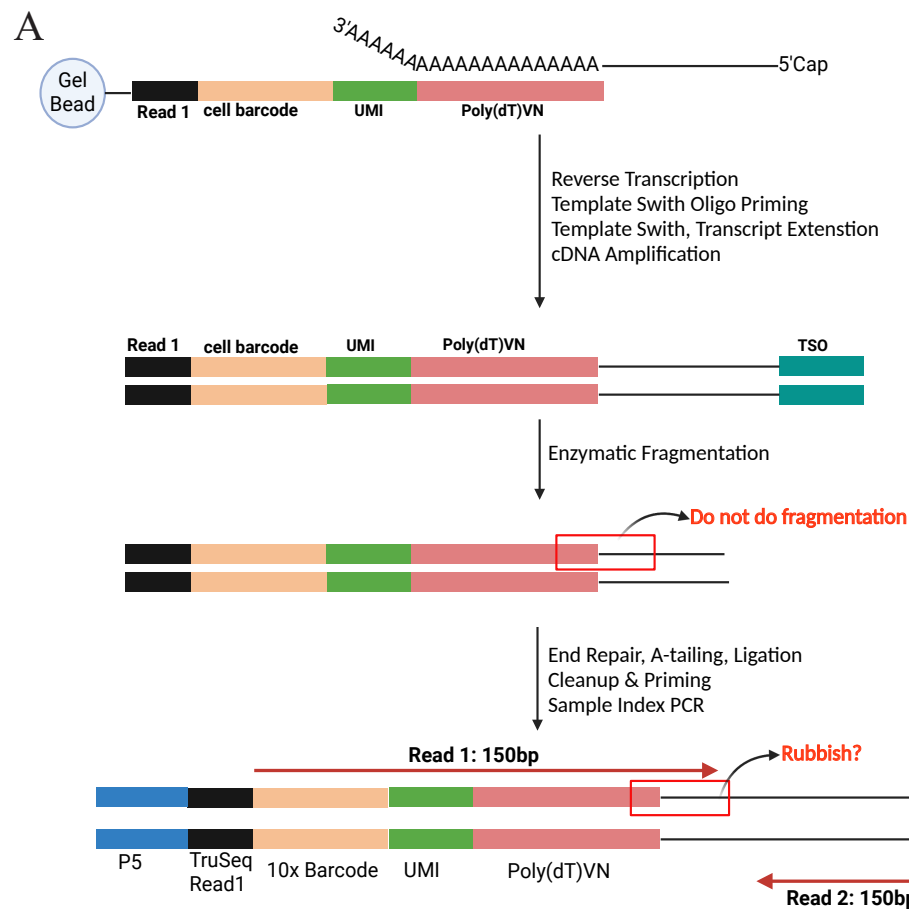 A
3'AAAAAAAAAAAAAAAAAAAA
5'Cap
Gel
Bead
Read 1 cell barcode UMI Poly(dT)VN
Reverse Transcription
Template Swith Oligo Priming
Template Swith, Transcript Extenstion
cDNA Amplification
Read 1 cell barcode UMI Poly(dT)VN TSO
Enzymatic Fragmentation
Do not do fragmentation
End Repair, A-tailing, Ligation
Cleanup & Priming
Sample Index PCR
Read 1: 150bp
Rubbish?
P5 TruSeq 10x Barcode UMI Poly(dT)VN
Read1
Read 2: 150bp